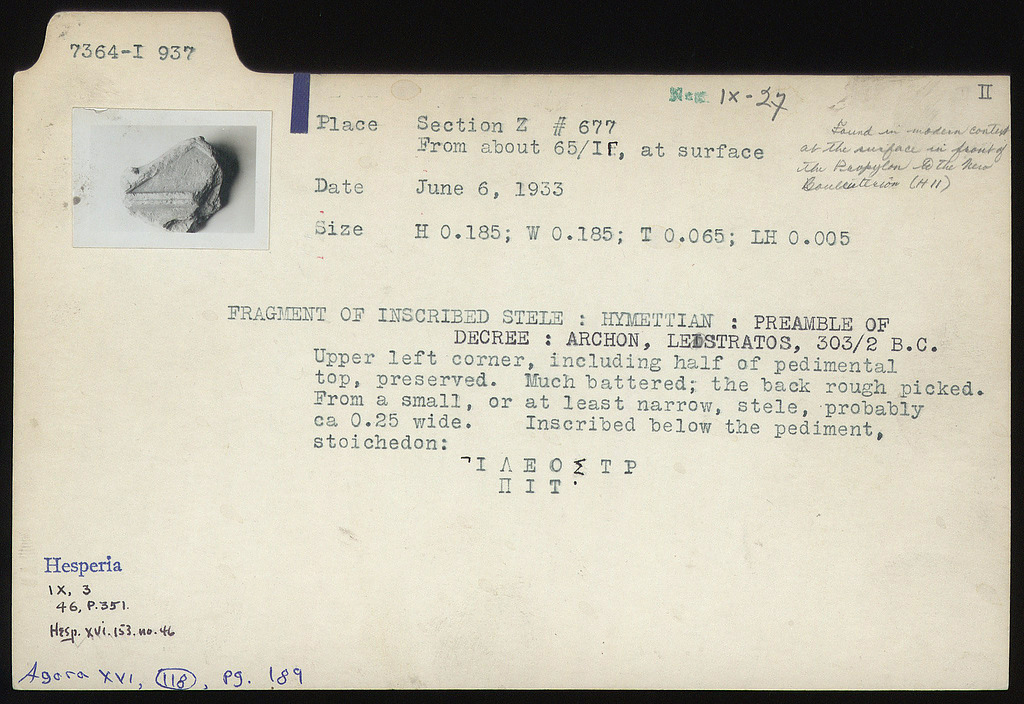 7364-I 937
Neg. IX-27
II
Place Section Z # 677
From about 65/ΙΓ, at surface
Found in modern context
at the surface in front of
the Propylon to the New
Bouleuterion (H 11)
Date June 6, 1933
Size H 0.185; W 0.185; T 0.065; LH 0.005
FRAGMENT OF INSCRIBED STELE : HYMETTIAN : PREAMBLE OF
DECREE : ARCHON, LEOSTRATOS, 303/2 B.C.
Upper left corner, including half of pedimental
top, preserved. Much battered; the back rough picked.
From a small, or at least narrow, stele, probably
ca 0.25 wide. Inscribed below the pediment,
stoichedon:
Ι Λ Ε Ο Σ Τ Ρ
Π Ι Τ
Hesperia
IX, 3
46, P.351.
Hesp. XVI.153.no.46
Agora XVI, 118, pg. 189